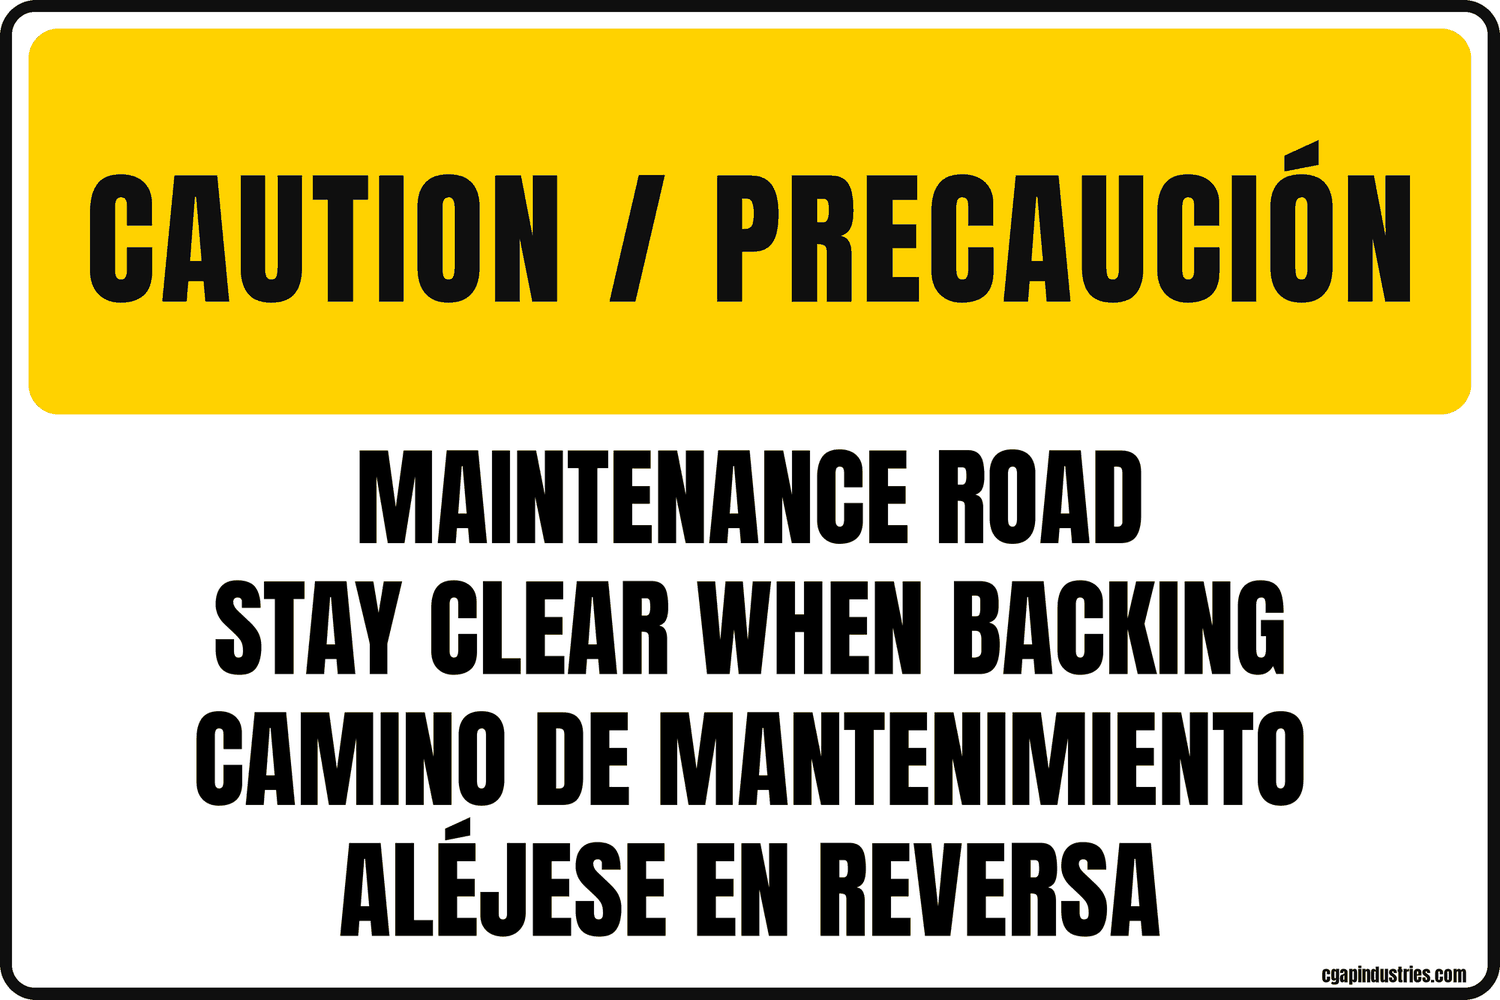 CAUTION / PRECAUCIÓN
MAINTENANCE ROAD
STAY CLEAR WHEN BACKING
CAMINO DE MANTENIMIENTO
ALÉJESE EN REVERSA
cgapindustries.com